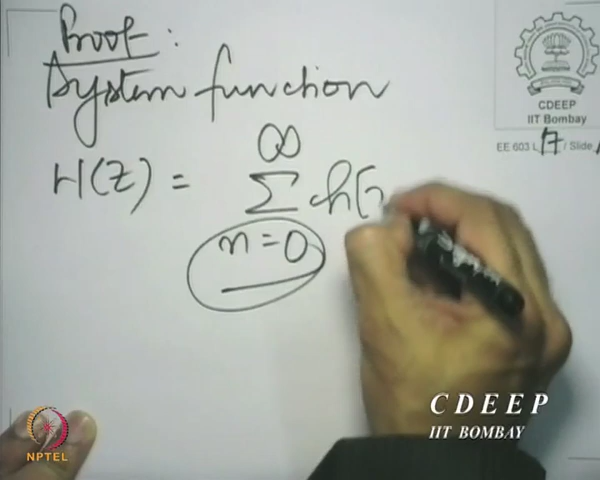 Proof:
System function
H(z) = ∞ Σ n=0 h[
CDEEP
IIT Bombay
EE 603 L 17 / Slide
CDEEP
IIT BOMBAY
NPTEL